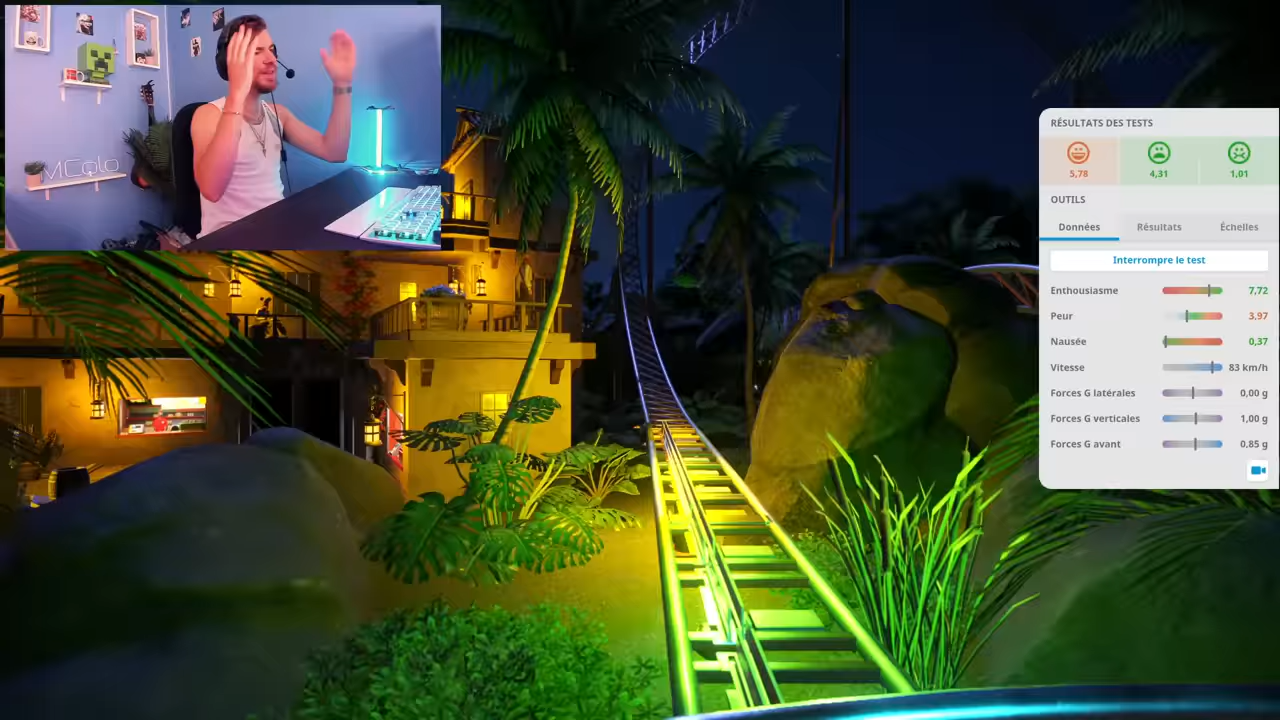 MCola
RÉSULTATS DES TESTS
5,78 4,31 1,01
OUTILS
Données Résultats Échelles
Interrompre le test
Enthousiasme 7,72
Peur 3,97
Nausée 0,37
Vitesse 83 km/h
Forces G latérales 0,00 g
Forces G verticales 1,00 g
Forces G avant 0,85 g